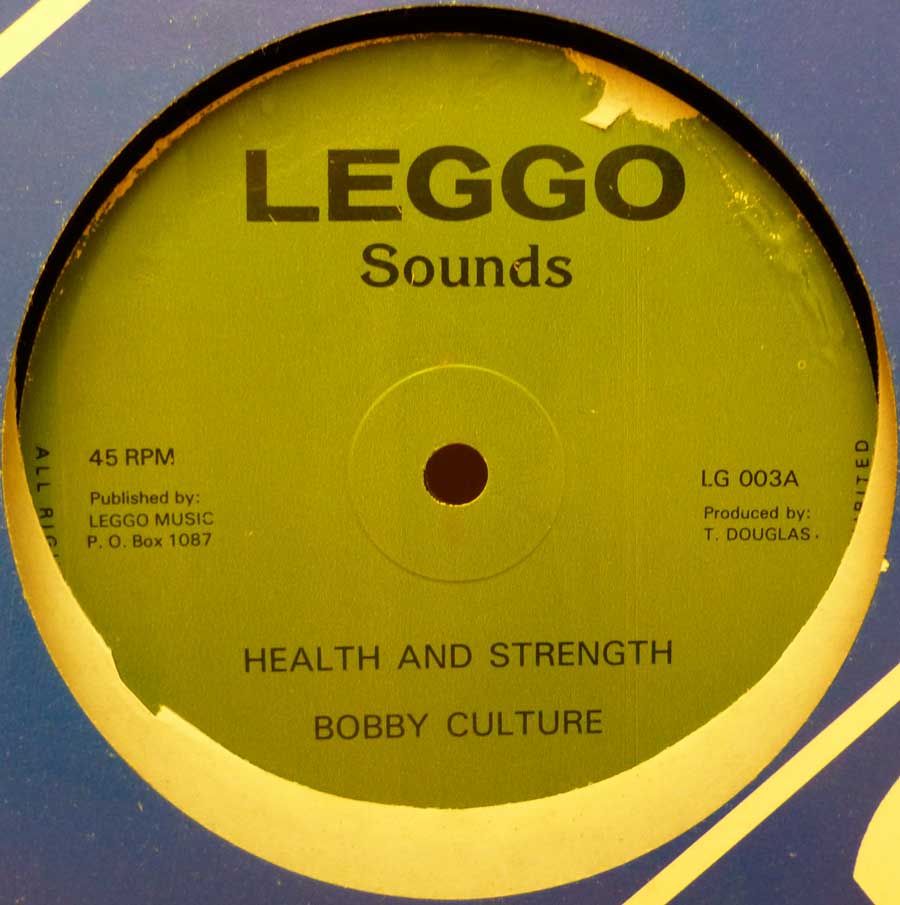 LEGGO
Sounds
45 RPM
Published by:
LEGGO MUSIC
P. O. Box 1087
LG 003A
Produced by:
T. DOUGLAS.
HEALTH AND STRENGTH
BOBBY CULTURE
ALL